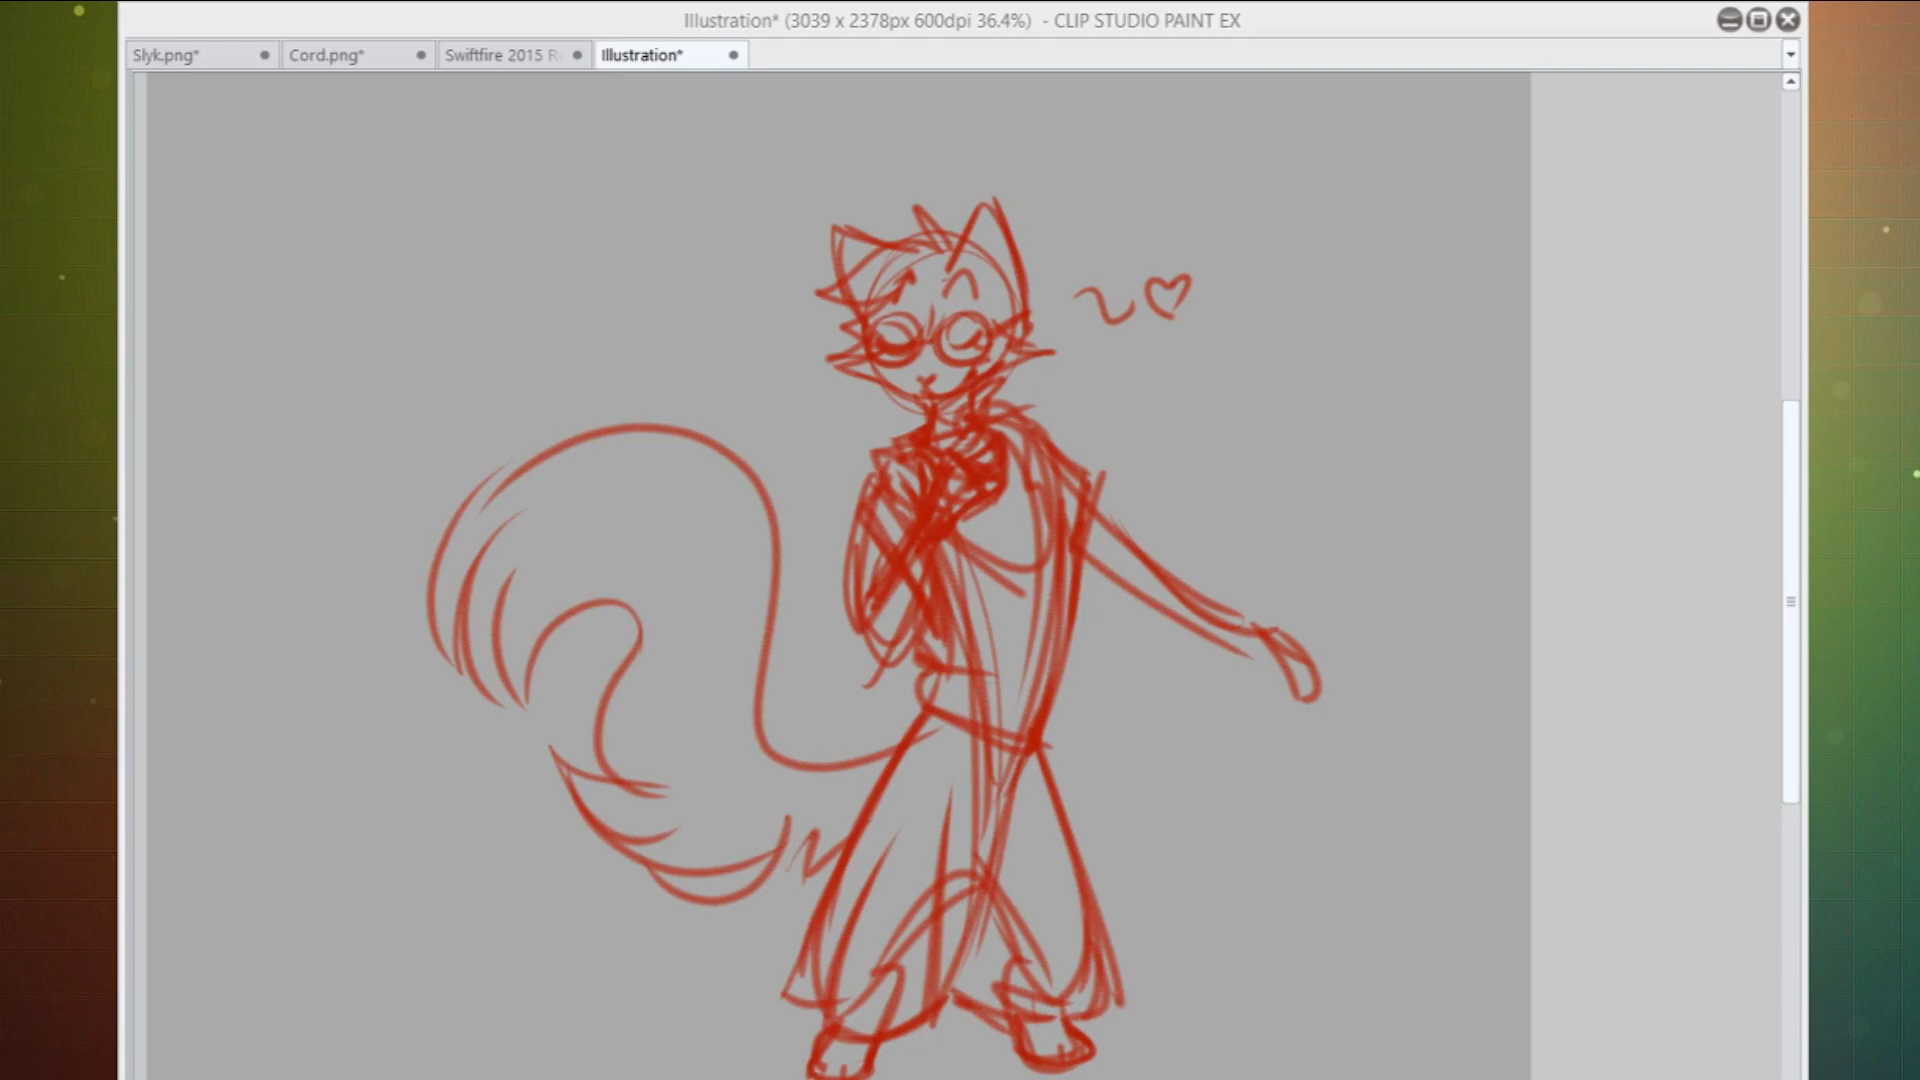 Illustration* (3039 x 2378px 600dpi 36.4%) - CLIP STUDIO PAINT EX
Slyk.png* Cord.png* Swiftfire 2015 R Illustration*